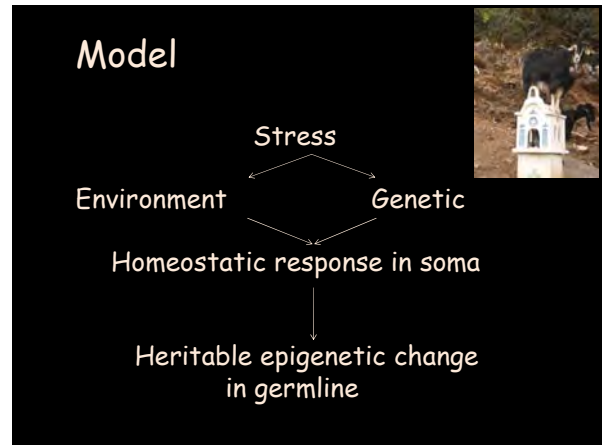 Model
Stress
Environment Genetic
Homeostatic response in soma
Heritable epigenetic change
in germline